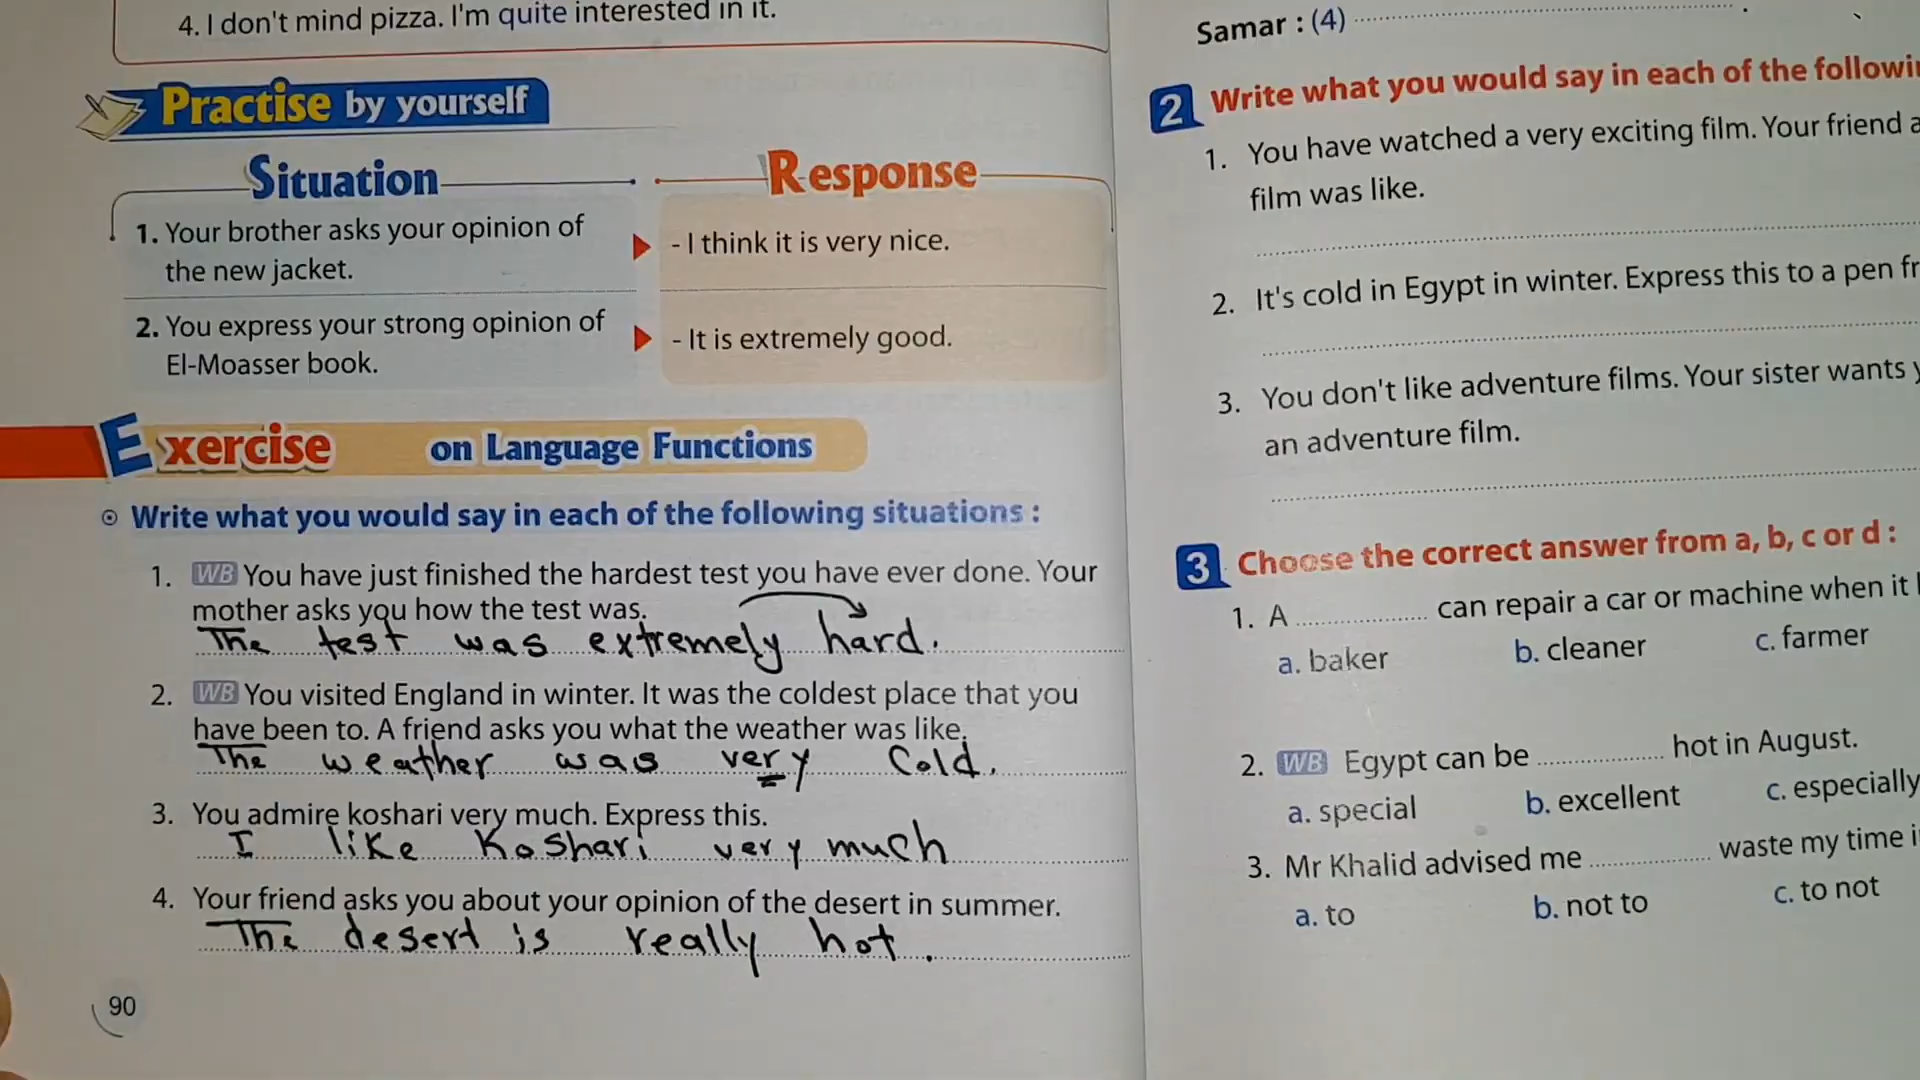 4. I don't mind pizza. I'm quite interested in it.
Practise by yourself
Situation
Response
1. Your brother asks your opinion of
the new jacket.
- I think it is very nice.
2. You express your strong opinion of
El-Moasser book.
- It is extremely good.
Exercise on Language Functions
Write what you would say in each of the following situations :
1. WB You have just finished the hardest test you have ever done. Your
mother asks you how the test was.
The test was extremely hard.
2. WB You visited England in winter. It was the coldest place that you
have been to. A friend asks you what the weather was like.
The weather was very cold.
3. You admire koshari very much. Express this.
I like Koshari very much
4. Your friend asks you about your opinion of the desert in summer.
The desert is really hot.
90
Samar : (4)
2 Write what you would say in each of the
1. You have watched a very exciting film. Your friend
film was like.
2. It's cold in Egypt in winter. Express this to a pen
3. You don't like adventure films. Your sister wants
an adventure film.
3 Choose the correct answer from a, b, c or d :
1. A can repair a car or machine when it
a. baker b. cleaner c. farmer
2. WB Egypt can be hot in August.
a. special b. excellent c. especially
3. Mr Khalid advised me waste my time
a. to b. not to c. to not